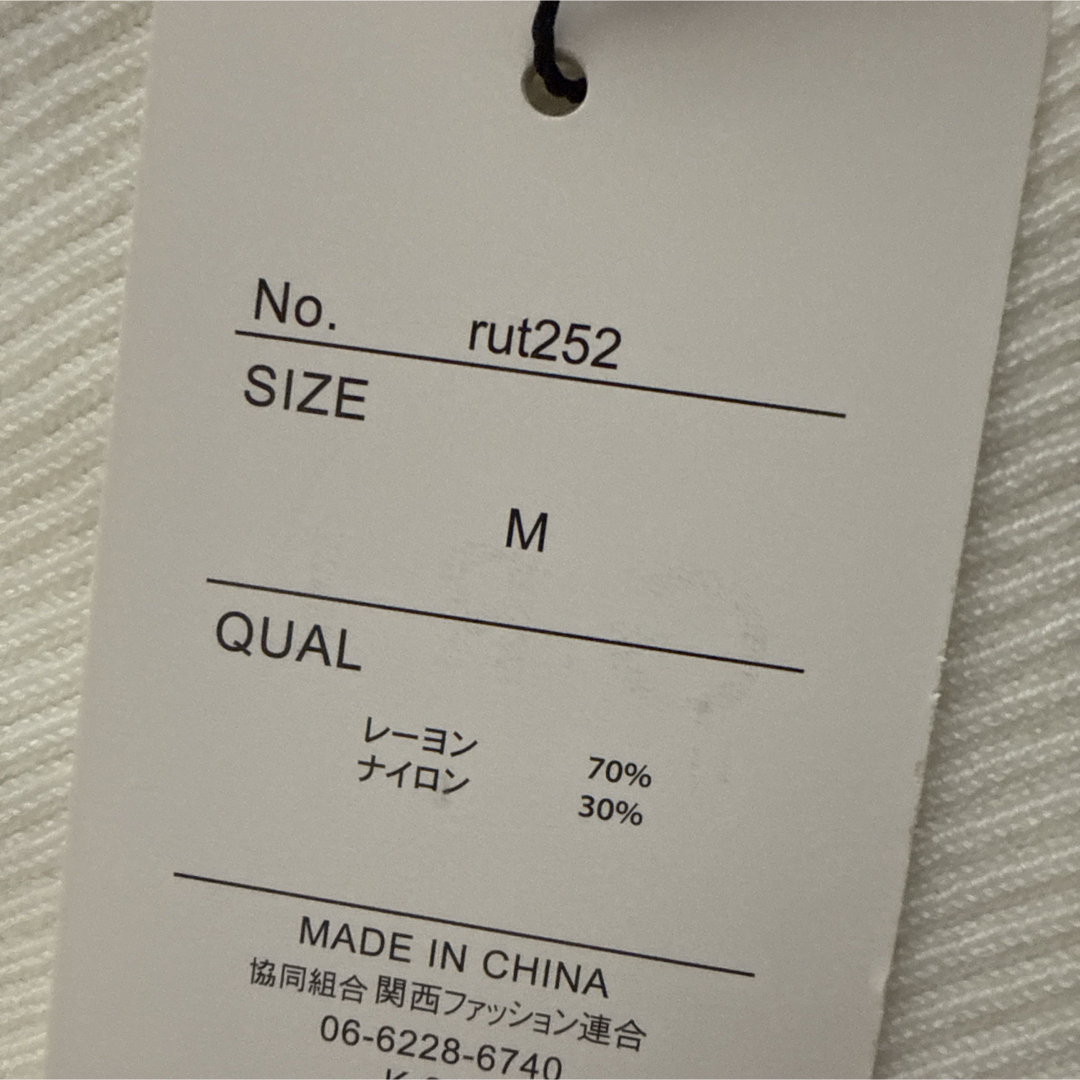 No. rut252
SIZE
M
QUAL
レーヨン 70%
ナイロン 30%
MADE IN CHINA
協同組合 関西ファッション連合
06-6228-6740